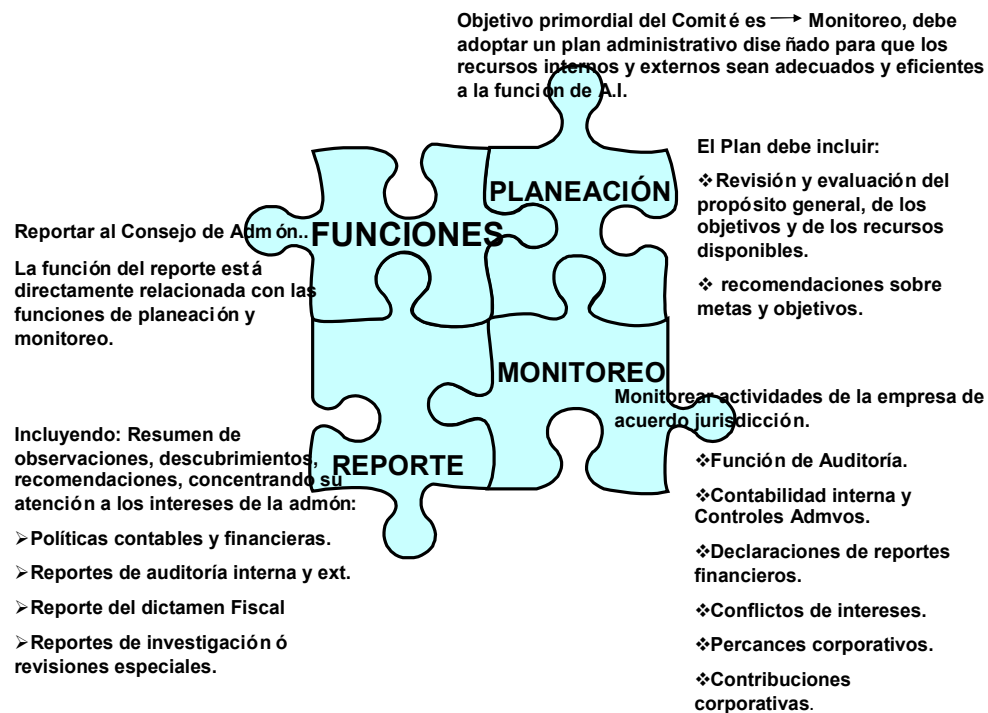 Objetivo primordial del Comité es → Monitoreo, debe
adoptar un plan administrativo diseñado para que los
recursos internos y externos sean adecuados y eficientes
a la función de A.I.
PLANEACIÓN
El Plan debe incluir:
❖Revisión y evaluación del
propósito general, de los
objetivos y de los recursos
disponibles.
❖ recomendaciones sobre
metas y objetivos.
FUNCIONES
Reportar al Consejo de Admón..
La función del reporte está
directamente relacionada con las
funciones de planeación y
monitoreo.
MONITOREO
Monitorear actividades de la empresa de
acuerdo jurisdicción.
❖Función de Auditoría.
❖Contabilidad interna y
Controles Admvos.
❖Declaraciones de reportes
financieros.
❖Conflictos de intereses.
❖Percances corporativos.
❖Contribuciones
corporativas.
REPORTE
Incluyendo: Resumen de
observaciones, descubrimientos,
recomendaciones, concentrando su
atención a los intereses de la admón:
➢Políticas contables y financieras.
➢Reportes de auditoría interna y ext.
➢Reporte del dictamen Fiscal
➢Reportes de investigación ó
revisiones especiales.